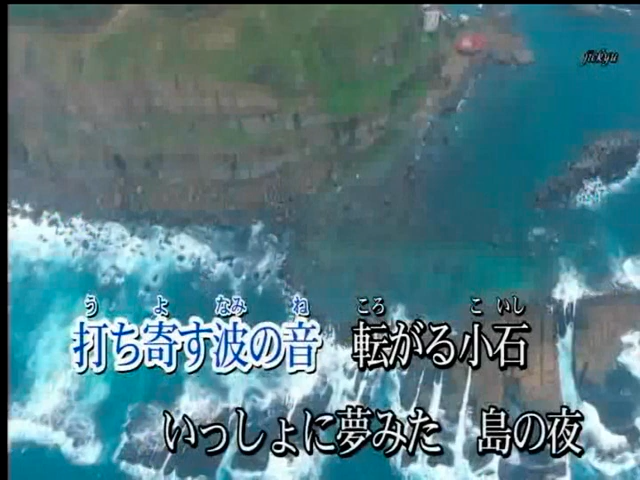 jickyu
う よ なみ ね ころ こ いし
打ち寄す波の音 転がる小石
いっしょに夢みた 島の夜